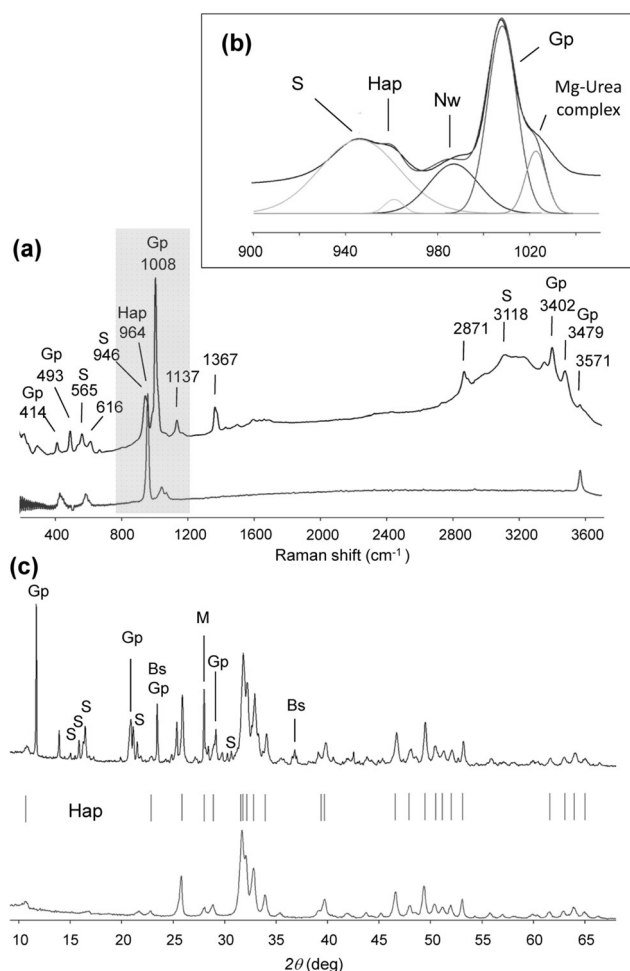 (b)
S
Hap
Nw
Gp
Mg-Urea
complex
900 940 980 1020
(a)
Gp
1008
Hap
964
S
946
Gp
493
S
565
Gp
414
616
1137
1367
2871
S
3118
Gp
3402
Gp
3479
3571
400 800 1200 1600 2000 2400 2800 3200 3600
Raman shift (cm⁻¹)
(c)
Gp
S
S
S
Gp
S
Bs
Gp
M
Gp
S
Bs
Hap
10 15 20 25 30 35 40 45 50 55 60 65
2θ (deg)